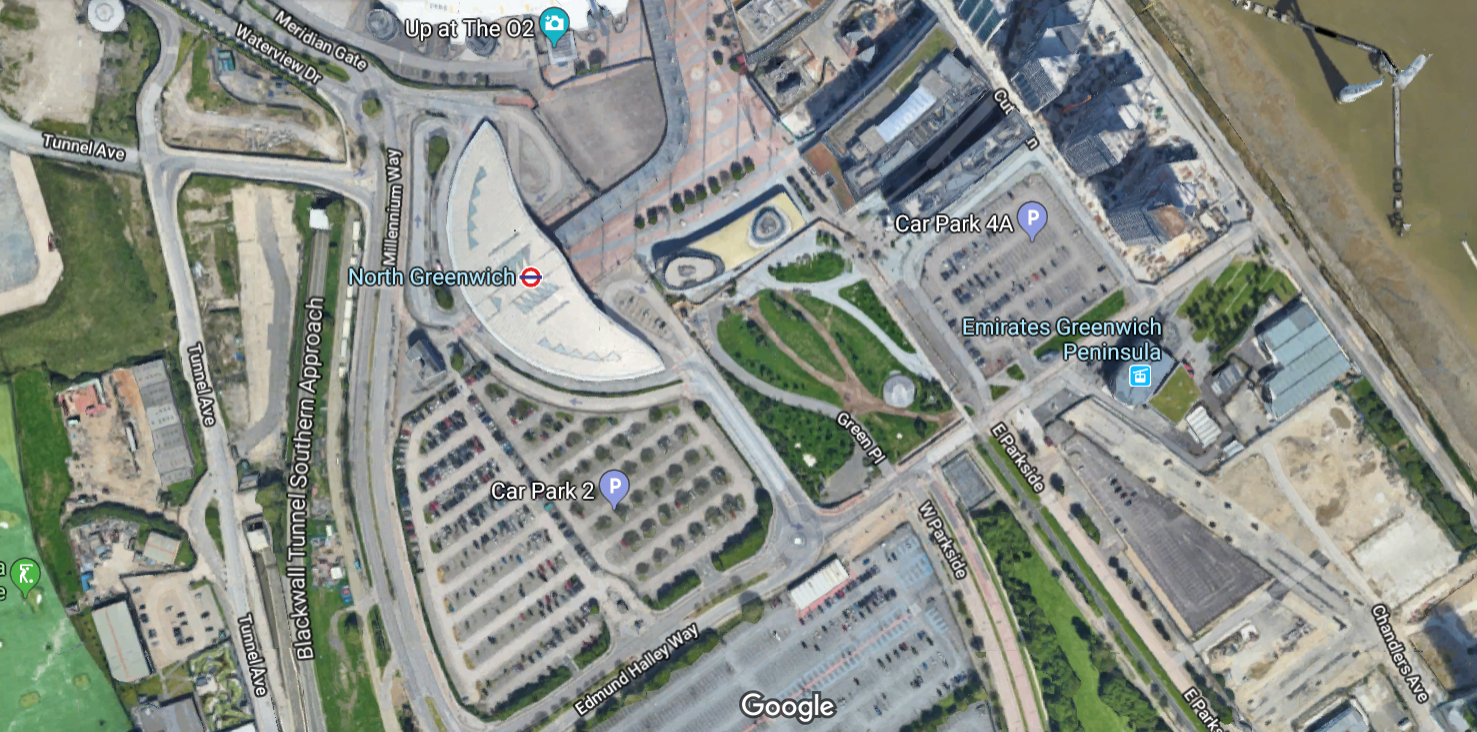 Up at The O2
Meridian Gate
Waterview Dr
Tunnel Ave
Millennium Way
Cut
n
Car Park 4A
North Greenwich
Emirates Greenwich
Peninsula
Tunnel Ave
Blackwall Tunnel Southern Approach
Green Pl
E Parkside
Car Park 2
W Parkside
a
e
Tunnel Ave
Edmund Halley Way
Chandlers Ave
E Parks
Google